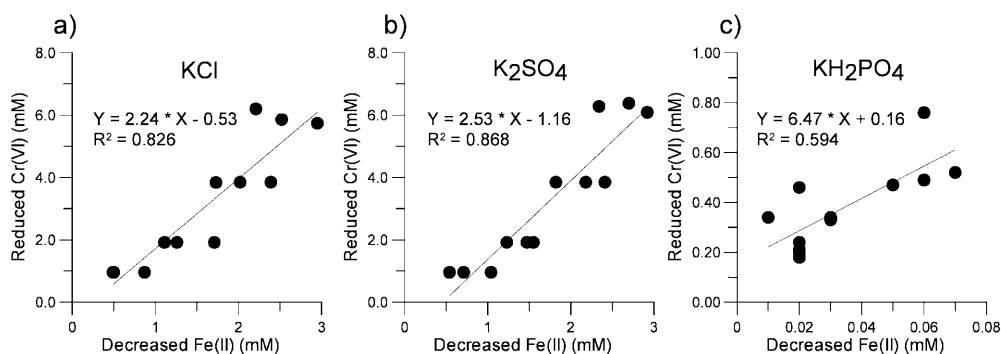 a)
KCl
Y = 2.24 * X - 0.53
R² = 0.826
Reduced Cr(VI) (mM)
8.0
6.0
4.0
2.0
0.0
0 1 2 3
Decreased Fe(II) (mM)
b)
K₂SO₄
Y = 2.53 * X - 1.16
R² = 0.868
Reduced Cr(VI) (mM)
8.0
6.0
4.0
2.0
0.0
0 1 2 3
Decreased Fe(II) (mM)
c)
KH₂PO₄
Y = 6.47 * X + 0.16
R² = 0.594
Reduced Cr(VI) (mM)
1.00
0.80
0.60
0.40
0.20
0.00
0 0.02 0.04 0.06 0.08
Decreased Fe(II) (mM)